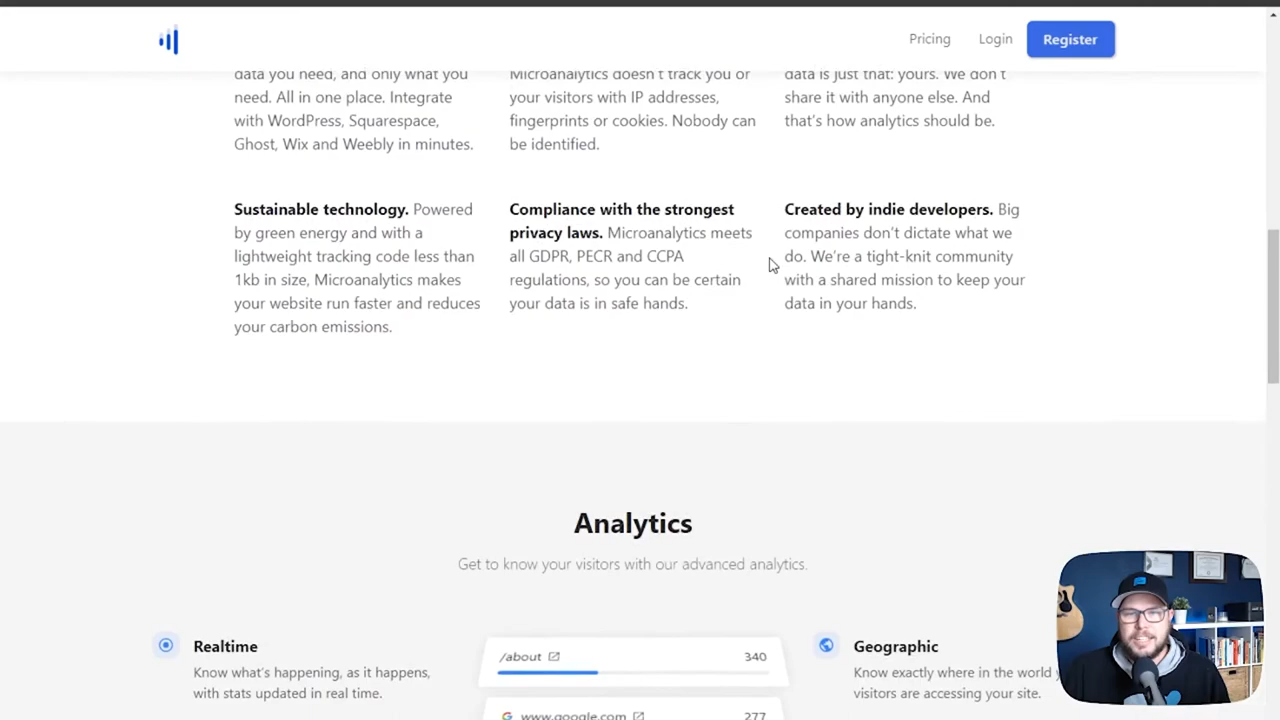 Pricing
Login
Register
data you need, and only what you
need. All in one place. Integrate
with WordPress, Squarespace,
Ghost, Wix and Weebly in minutes.
Microanalytics doesn't track you or
your visitors with IP addresses,
fingerprints or cookies. Nobody can
be identified.
data is just that: yours. We don't
share it with anyone else. And
that's how analytics should be.
Sustainable technology. Powered
by green energy and with a
lightweight tracking code less than
1kb in size, Microanalytics makes
your website run faster and reduces
your carbon emissions.
Compliance with the strongest
privacy laws. Microanalytics meets
all GDPR, PECR and CCPA
regulations, so you can be certain
your data is in safe hands.
Created by indie developers. Big
companies don't dictate what we
do. We're a tight-knit community
with a shared mission to keep your
data in your hands.
Analytics
Get to know your visitors with our advanced analytics.
Realtime
Know what's happening, as it happens,
with stats updated in real time.
/about 340
www.google.com 277
Geographic
Know exactly where in the world
visitors are accessing your site.